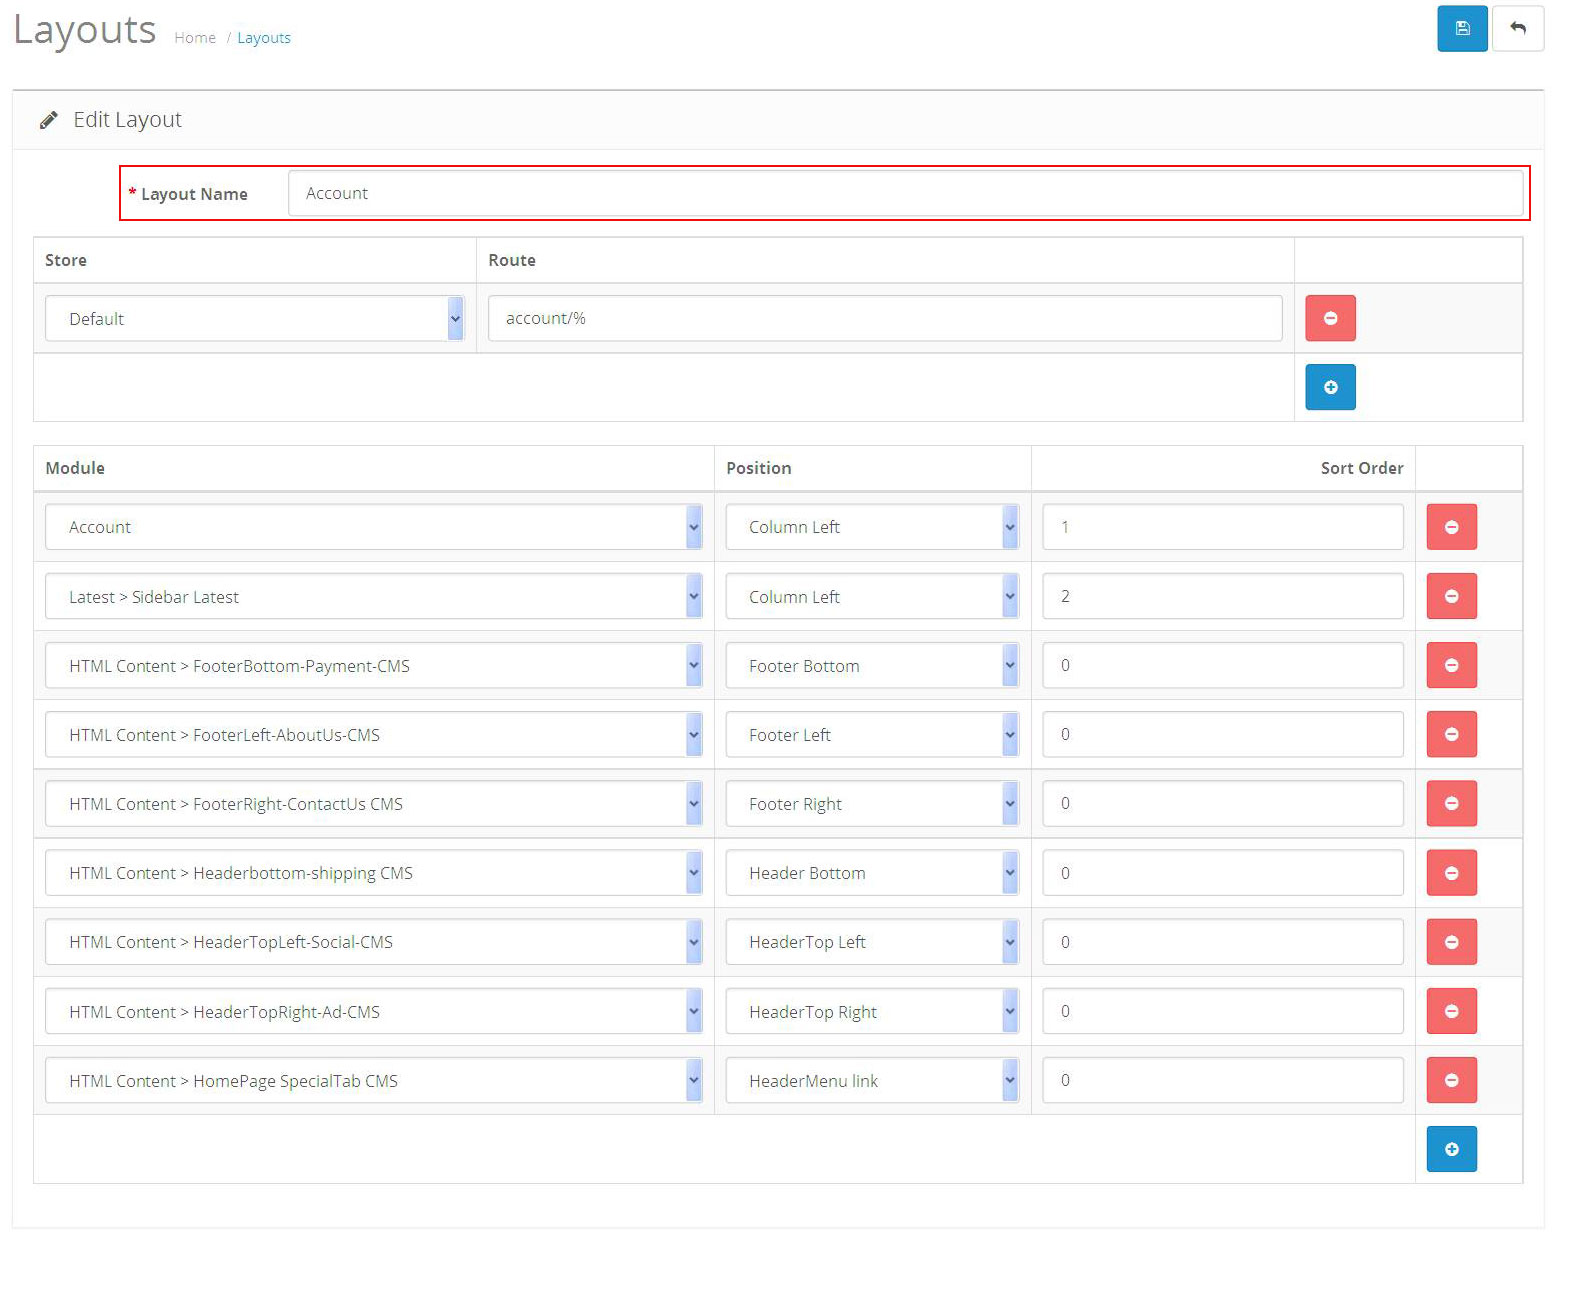 Layouts Home / Layouts
Edit Layout
* Layout Name Account
Store Route
Default account/%
Module Position Sort Order
Account Column Left 1
Latest > Sidebar Latest Column Left 2
HTML Content > FooterBottom-Payment-CMS Footer Bottom 0
HTML Content > FooterLeft-AboutUs-CMS Footer Left 0
HTML Content > FooterRight-ContactUs CMS Footer Right 0
HTML Content > Headerbottom-shipping CMS Header Bottom 0
HTML Content > HeaderTopLeft-Social-CMS HeaderTop Left 0
HTML Content > HeaderTopRight-Ad-CMS HeaderTop Right 0
HTML Content > HomePage SpecialTab CMS HeaderMenu link 0